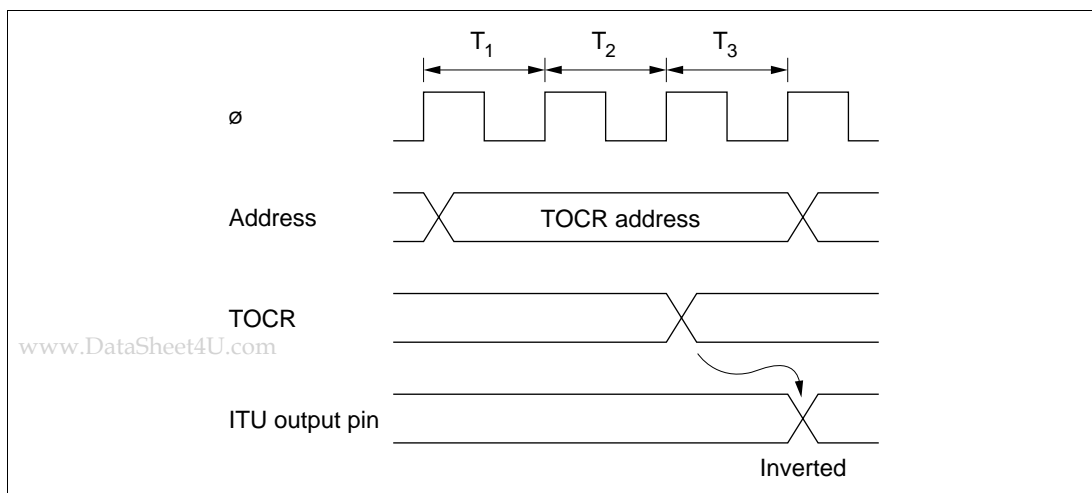 T1 T2 T3
ø
Address TOCR address
TOCR
www.DataSheet4U.com
ITU output pin
Inverted